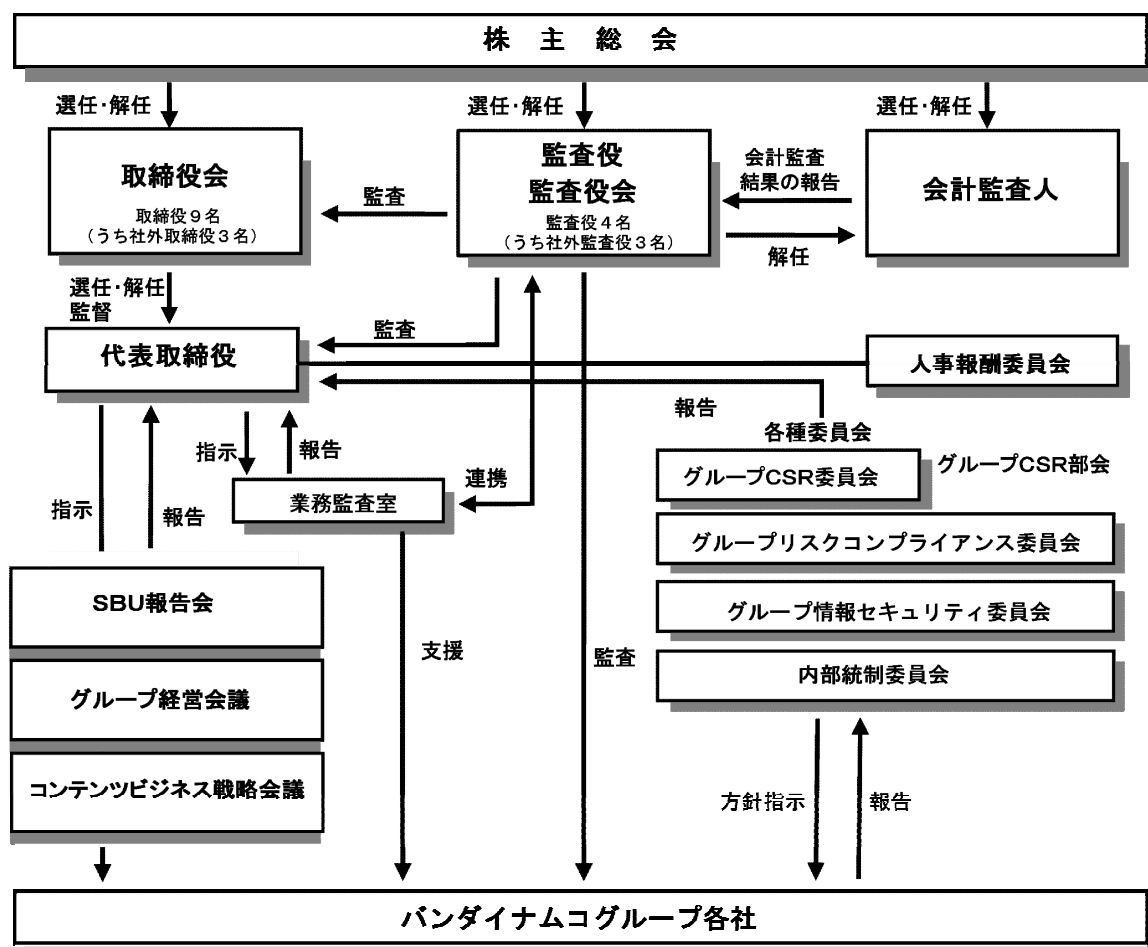 株主総会
選任・解任
選任・解任
選任・解任
取締役会
取締役９名
（うち社外取締役３名）
監査
監査役
監査役会
監査役４名
（うち社外監査役３名）
会計監査
結果の報告
解任
会計監査人
選任・解任
監督
代表取締役
監査
人事報酬委員会
報告
指示
報告
業務監査室
連携
各種委員会
グループCSR委員会
グループCSR部会
グループリスクコンプライアンス委員会
グループ情報セキュリティ委員会
内部統制委員会
指示
報告
SBU報告会
グループ経営会議
コンテンツビジネス戦略会議
支援
監査
方針指示
報告
バンダイナムコグループ各社